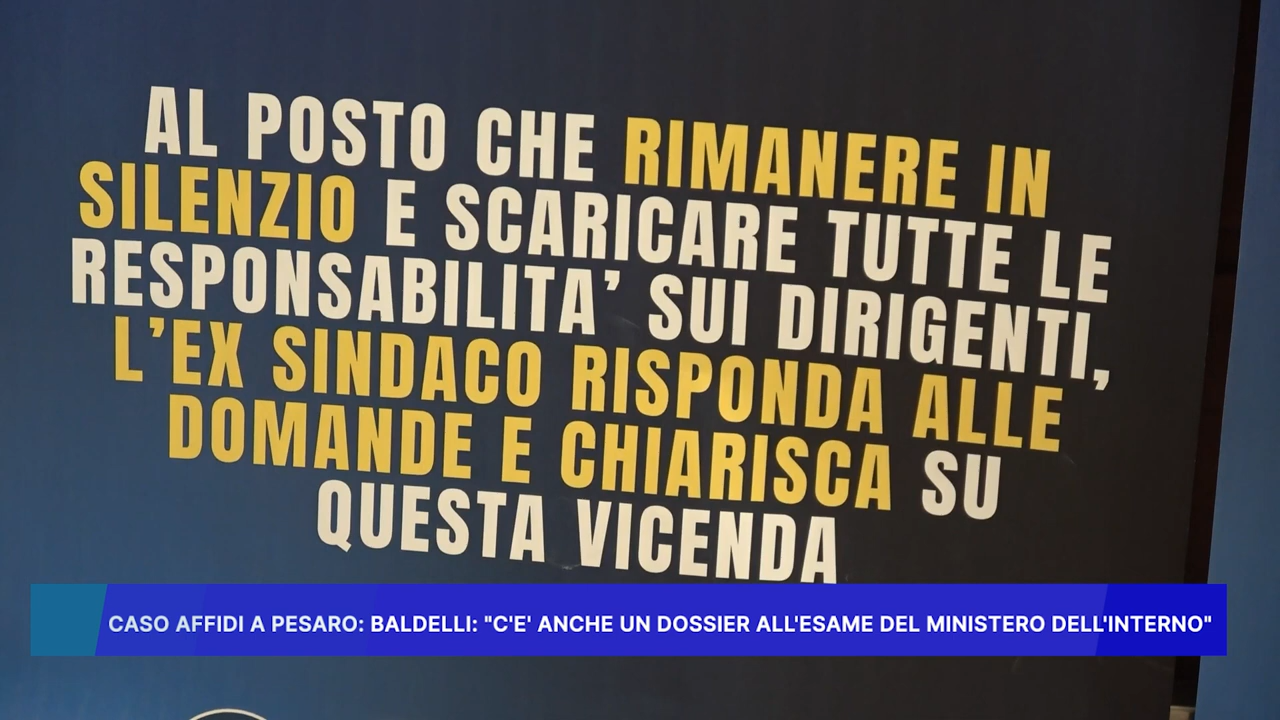 AL POSTO CHE RIMANERE IN
SILENZIO E SCARICARE TUTTE LE
RESPONSABILITA' SUI DIRIGENTI,
L'EX SINDACO RISPONDA ALLE
DOMANDE E CHIARISCA SU
QUESTA VICENDA
CASO AFFIDI A PESARO: BALDELLI: "C'E' ANCHE UN DOSSIER ALL'ESAME DEL MINISTERO DELL'INTERNO"